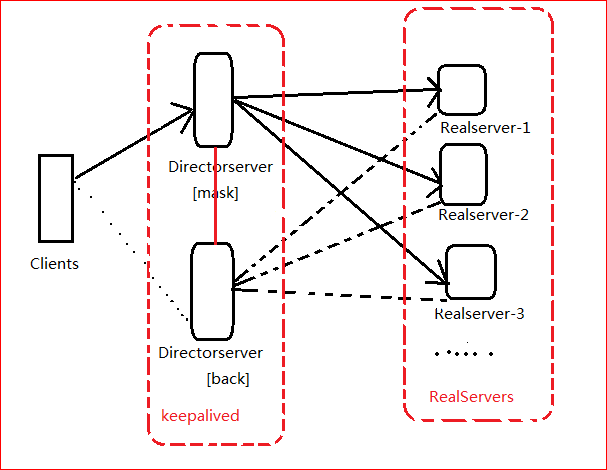 Realserver-1
Directorserver
[mask]
Realserver-2
Clients
Realserver-3
Directorserver
[back]
RealServers
keepalived